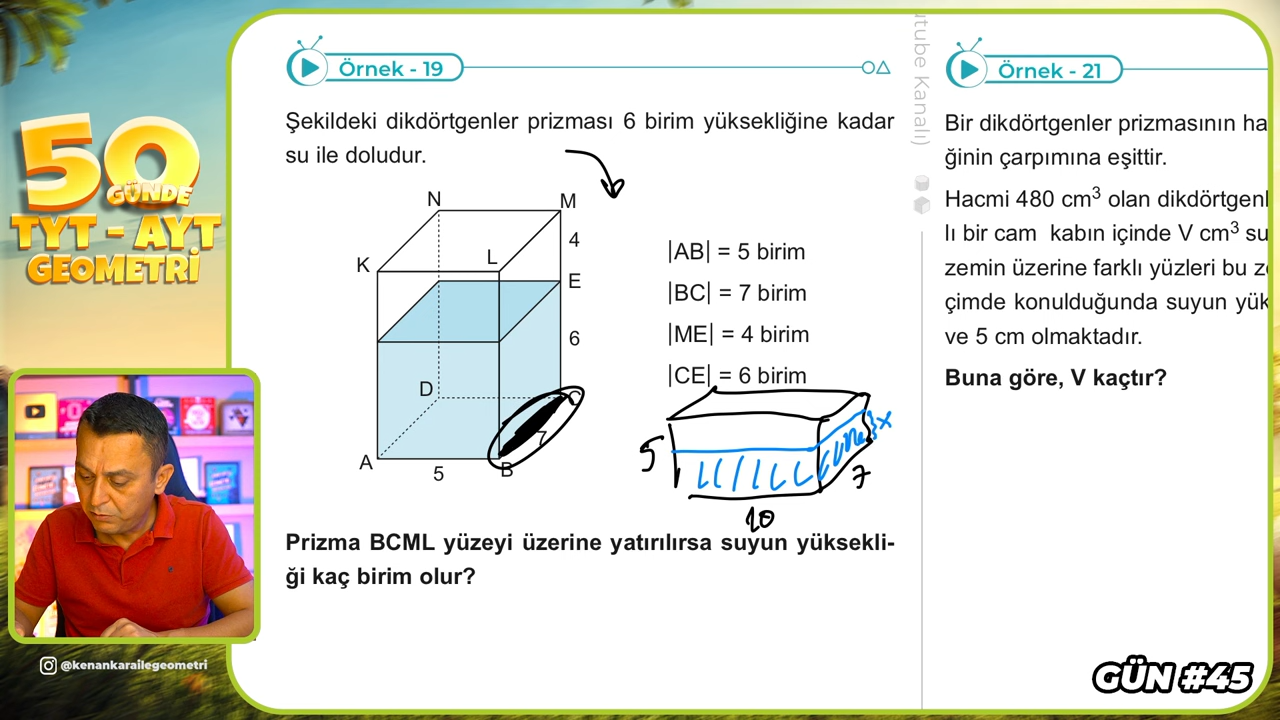 50
GÜNDE
TYT - AYT
GEOMETRİ
@kenankarailegeometri
Örnek - 19
Şekildeki dikdörtgenler prizması 6 birim yüksekliğine kadar
su ile doludur.
N
M
4
K
L
E
6
D
C
7
A
5
B
|AB| = 5 birim
|BC| = 7 birim
|ME| = 4 birim
|CE| = 6 birim
5
x
7
10
Prizma BCML yüzeyi üzerine yatırılırsa suyun yüksekli-
ği kaç birim olur?
utube Kanalı)
Örnek - 21
Bir dikdörtgenler prizmasının ha
ğinin çarpımına eşittir.
Hacmi 480 cm³ olan dikdörtgenl
lı bir cam kabın içinde V cm³ su
zemin üzerine farklı yüzleri bu ze
çimde konulduğunda suyun yük
ve 5 cm olmaktadır.
Buna göre, V kaçtır?
GÜN #45